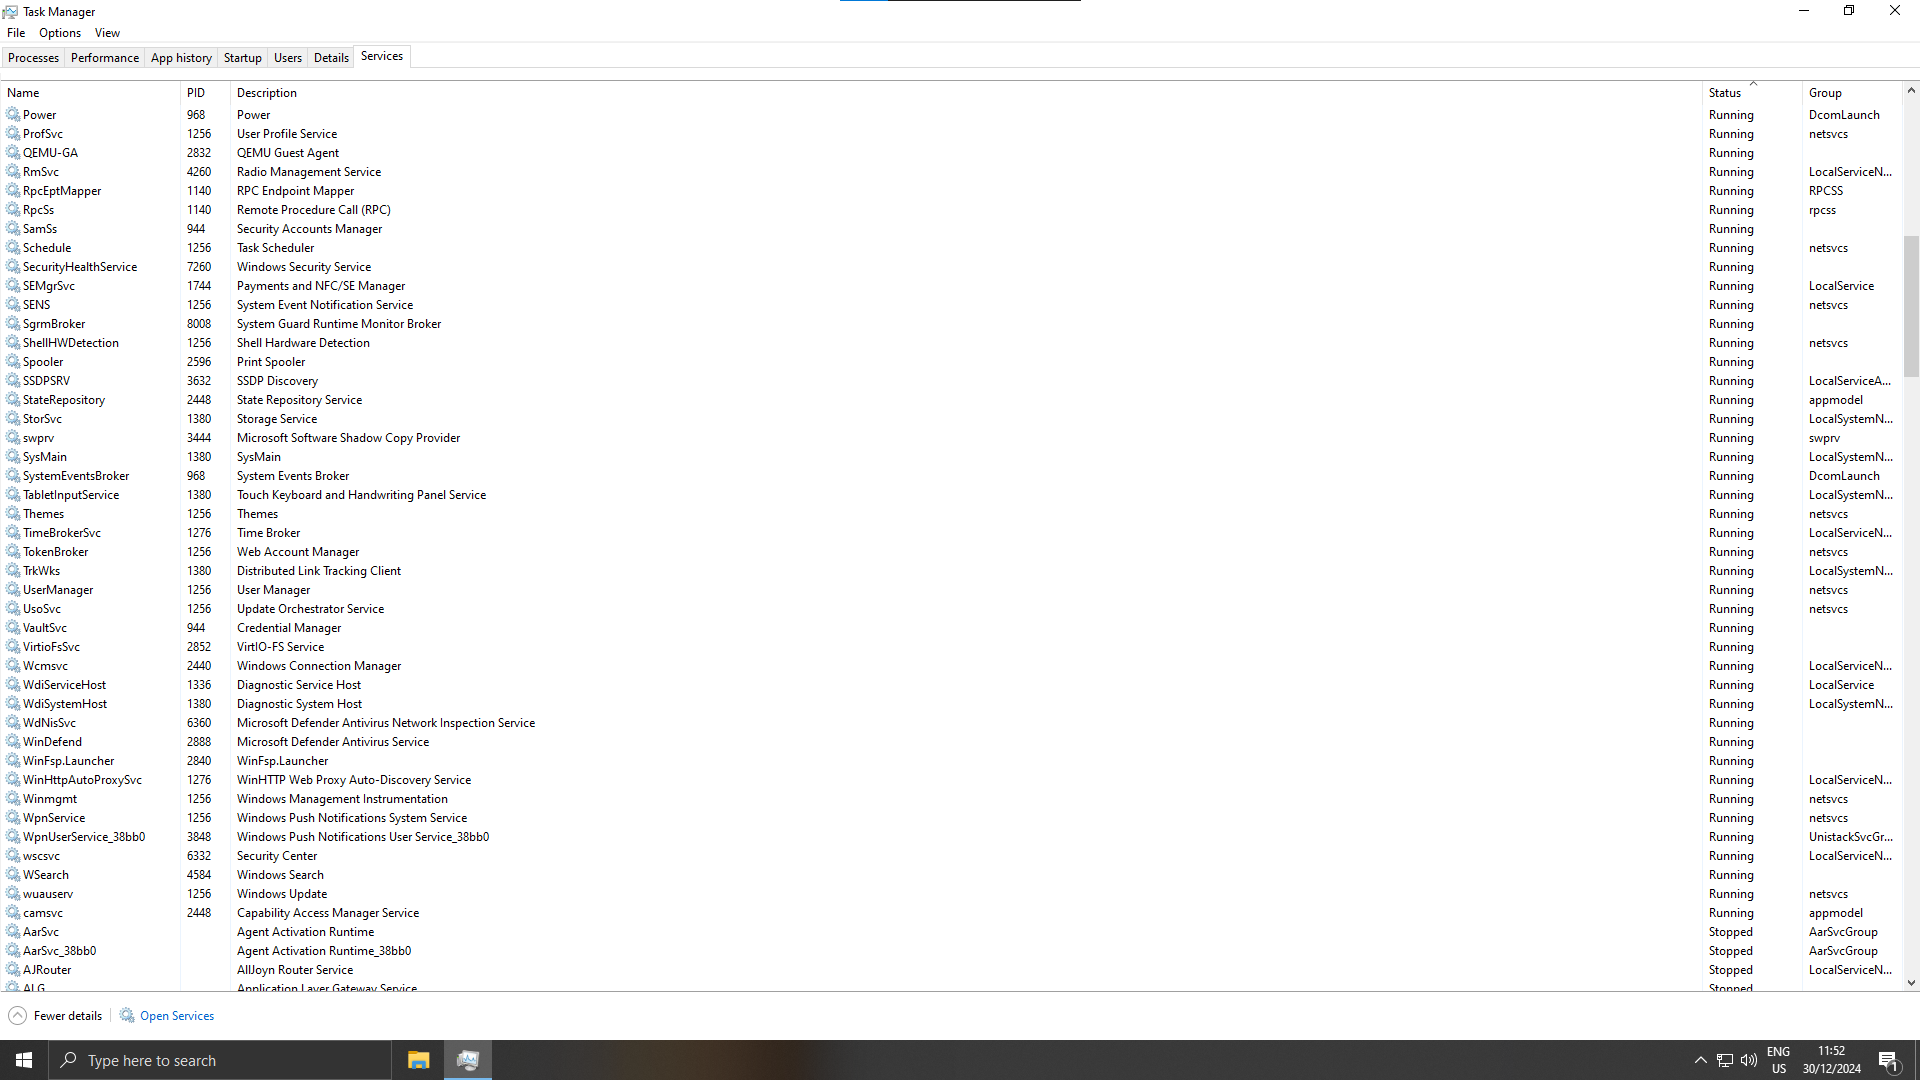 Task Manager
File Options View
Processes Performance App history Startup Users Details Services
Name PID Description Status Group
Power 968 Power Running DcomLaunch
ProfSvc 1256 User Profile Service Running netsvcs
QEMU-GA 2832 QEMU Guest Agent Running
RmSvc 4260 Radio Management Service Running LocalServiceN...
RpcEptMapper 1140 RPC Endpoint Mapper Running RPCSS
RpcSs 1140 Remote Procedure Call (RPC) Running rpcss
SamSs 944 Security Accounts Manager Running
Schedule 1256 Task Scheduler Running netsvcs
SecurityHealthService 7260 Windows Security Service Running
SEMgrSvc 1744 Payments and NFC/SE Manager Running LocalService
SENS 1256 System Event Notification Service Running netsvcs
SgrmBroker 8008 System Guard Runtime Monitor Broker Running
ShellHWDetection 1256 Shell Hardware Detection Running netsvcs
Spooler 2596 Print Spooler Running
SSDPSRV 3632 SSDP Discovery Running LocalServiceA...
StateRepository 2448 State Repository Service Running appmodel
StorSvc 1380 Storage Service Running LocalSystemN...
swprv 3444 Microsoft Software Shadow Copy Provider Running swprv
SysMain 1380 SysMain Running LocalSystemN...
SystemEventsBroker 968 System Events Broker Running DcomLaunch
TabletInputService 1380 Touch Keyboard and Handwriting Panel Service Running LocalSystemN...
Themes 1256 Themes Running netsvcs
TimeBrokerSvc 1276 Time Broker Running LocalServiceN...
TokenBroker 1256 Web Account Manager Running netsvcs
TrkWks 1380 Distributed Link Tracking Client Running LocalSystemN...
UserManager 1256 User Manager Running netsvcs
UsoSvc 1256 Update Orchestrator Service Running netsvcs
VaultSvc 944 Credential Manager Running
VirtioFsSvc 2852 VirtIO-FS Service Running
Wcmsvc 2440 Windows Connection Manager Running LocalServiceN...
WdiServiceHost 1336 Diagnostic Service Host Running LocalService
WdiSystemHost 1380 Diagnostic System Host Running LocalSystemN...
WdNisSvc 6360 Microsoft Defender Antivirus Network Inspection Service Running
WinDefend 2888 Microsoft Defender Antivirus Service Running
WinFsp.Launcher 2840 WinFsp.Launcher Running
WinHttpAutoProxySvc 1276 WinHTTP Web Proxy Auto-Discovery Service Running LocalServiceN...
Winmgmt 1256 Windows Management Instrumentation Running netsvcs
WpnService 1256 Windows Push Notifications System Service Running netsvcs
WpnUserService_38bb0 3848 Windows Push Notifications User Service_38bb0 Running UnistackSvcGr...
wscsvc 6332 Security Center Running LocalServiceN...
WSearch 4584 Windows Search Running
wuauserv 1256 Windows Update Running netsvcs
camsvc 2448 Capability Access Manager Service Running appmodel
AarSvc Agent Activation Runtime Stopped AarSvcGroup
AarSvc_38bb0 Agent Activation Runtime_38bb0 Stopped AarSvcGroup
AJRouter AllJoyn Router Service Stopped LocalServiceN...
ALG Application Layer Gateway Service Stopped
Fewer details Open Services
Type here to search
ENG
US
11:52
30/12/2024
1